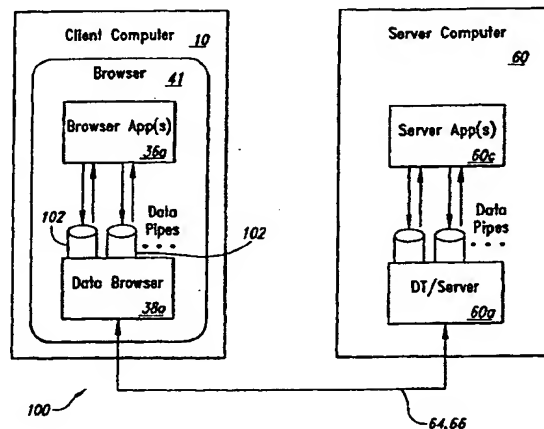 Client Computer 10
Browser 41
Browser App(s)
36a
102
Data
Pipes
102
Data Browser
38a
Server Computer
60
Server App(s)
60c
Data
Pipes
DT/Server
60a
100
64,66